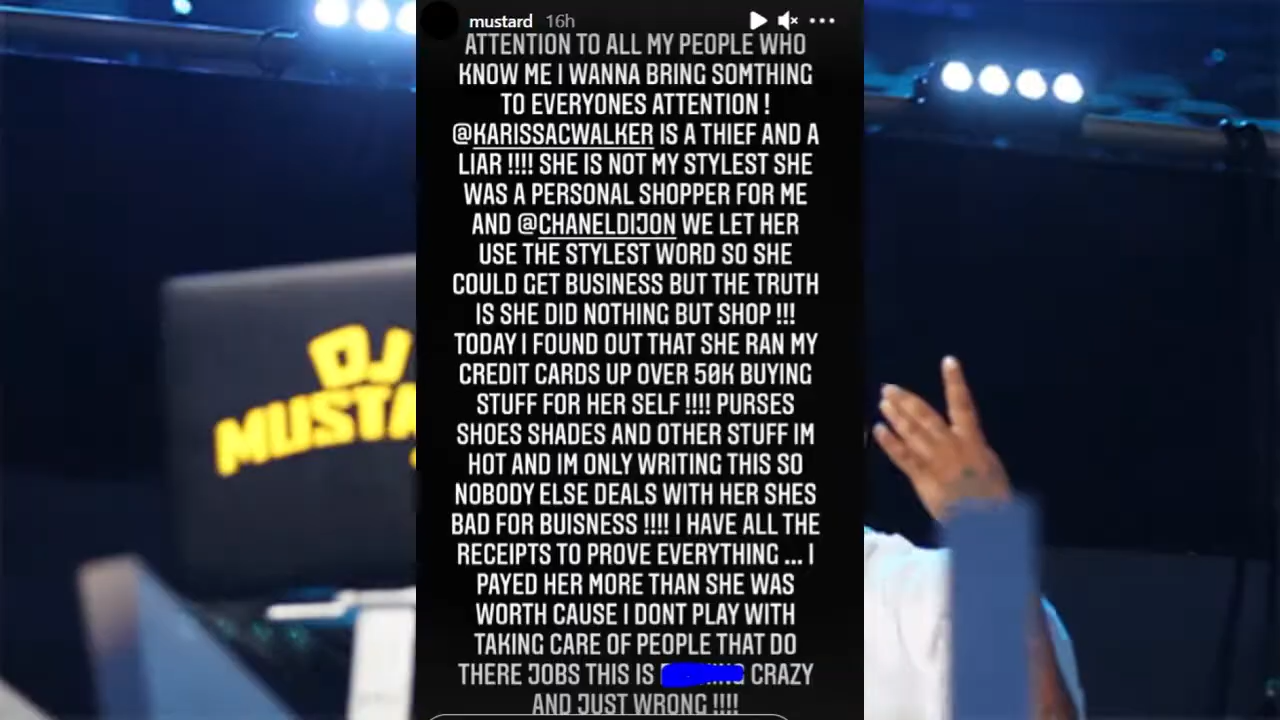 mustard 16h
ATTENTION TO ALL MY PEOPLE WHO
KNOW ME I WANNA BRING SOMTHING
TO EVERYONES ATTENTION !
@KARISSACWALKER IS A THIEF AND A
LIAR !!!! SHE IS NOT MY STYLEST SHE
WAS A PERSONAL SHOPPER FOR ME
AND @CHANELDIJON WE LET HER
USE THE STYLEST WORD SO SHE
COULD GET BUSINESS BUT THE TRUTH
IS SHE DID NOTHING BUT SHOP !!!
TODAY I FOUND OUT THAT SHE RAN MY
CREDIT CARDS UP OVER 50K BUYING
STUFF FOR HER SELF !!!! PURSES
SHOES SHADES AND OTHER STUFF IM
HOT AND IM ONLY WRITING THIS SO
NOBODY ELSE DEALS WITH HER SHES
BAD FOR BUISNESS !!!! I HAVE ALL THE
RECEIPTS TO PROVE EVERYTHING ... I
PAYED HER MORE THAN SHE WAS
WORTH CAUSE I DONT PLAY WITH
TAKING CARE OF PEOPLE THAT DO
THERE JOBS THIS IS CRAZY
AND JUST WRONG !!!!
DJ
MUSTA